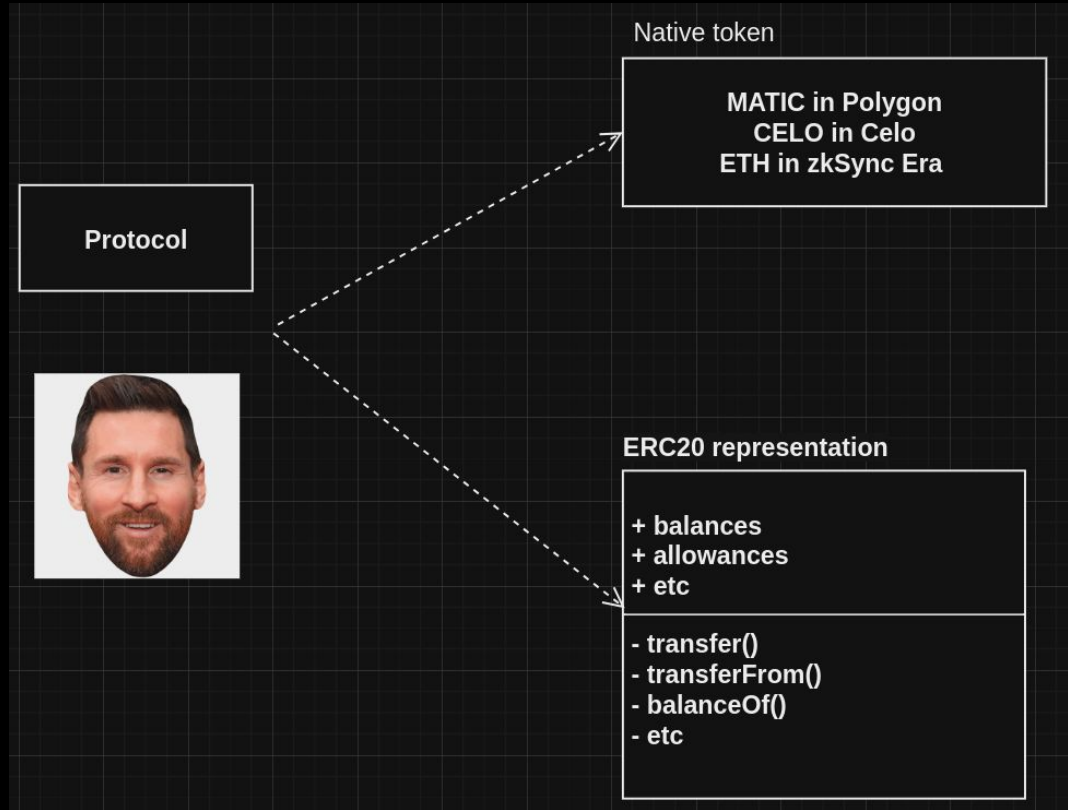 Native token
MATIC in Polygon
CELO in Celo
ETH in zkSync Era
Protocol
ERC20 representation
+ balances
+ allowances
+ etc
- transfer()
- transferFrom()
- balanceOf()
- etc